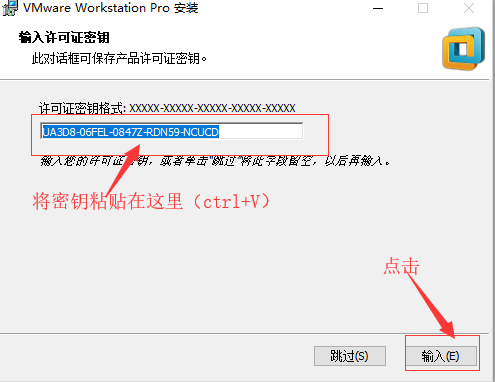 VMware Workstation Pro 安装
输入许可证密钥
此对话框可保存产品许可证密钥。
许可证密钥格式: XXXXX-XXXXX-XXXXX-XXXXX-XXXXX
UA3D8-06FEL-0847Z-RDN59-NCUCD
输入您的许可证密钥，或者单击"跳过"将此字段留空，以后再输入。
将密钥粘贴在这里（ctrl+V）
点击
跳过(S)
输入(E)